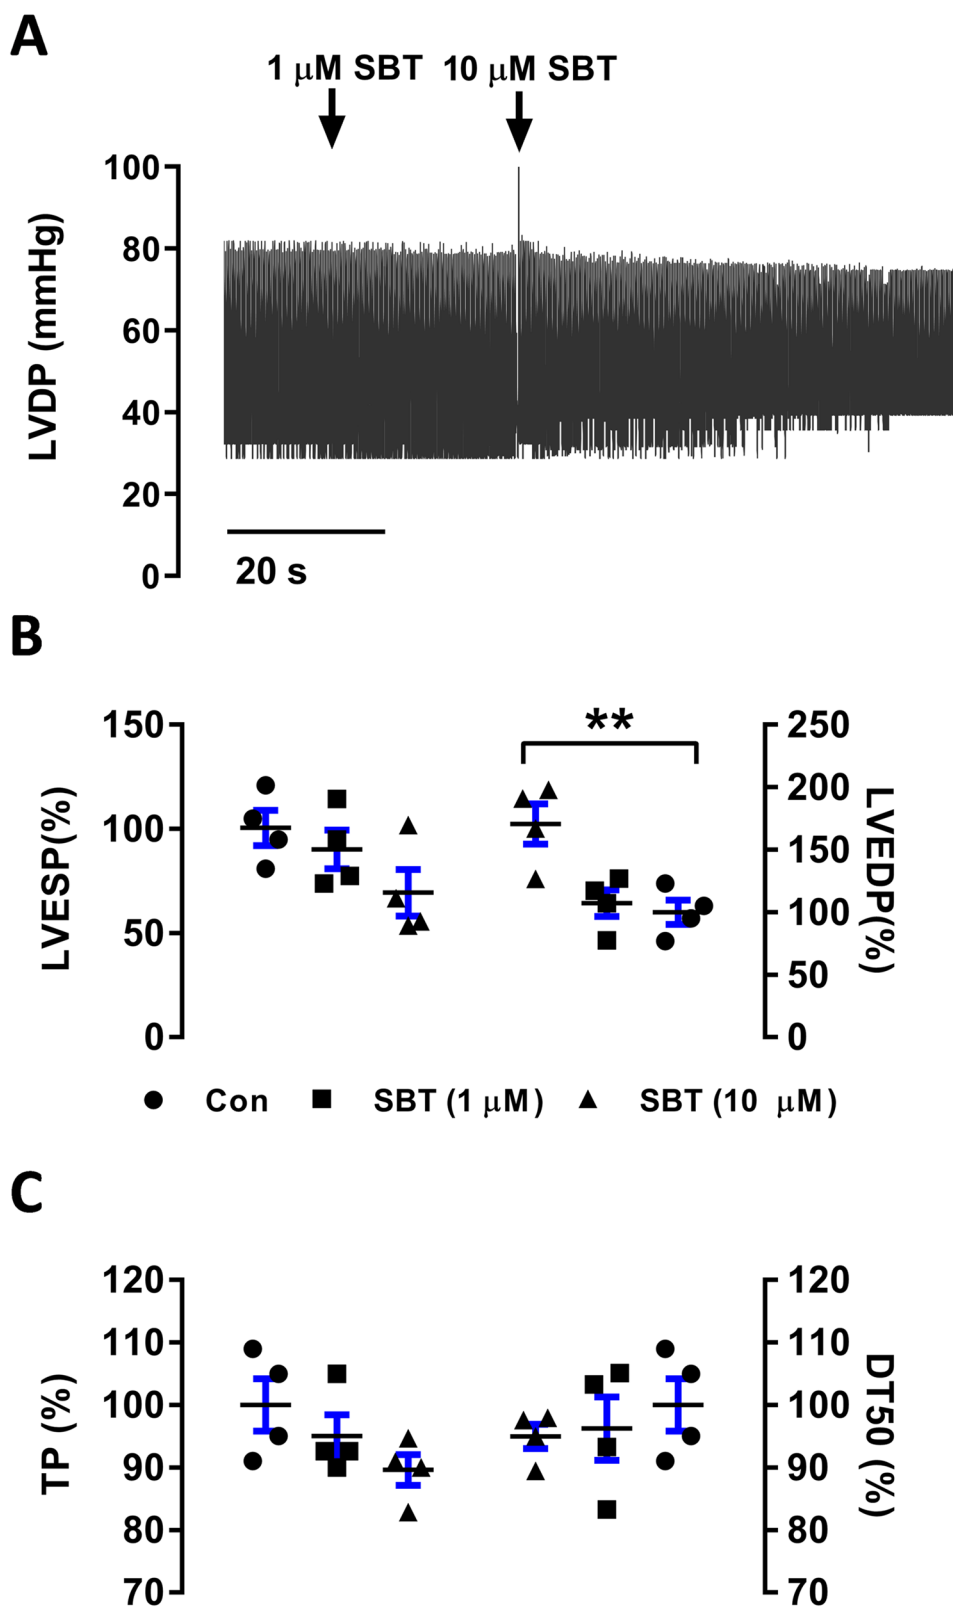 A
1 μM SBT 10 μM SBT
LVDP (mmHg)
100
80
60
40
20
0
20 s
B
LVESP(%)
150
100
50
0
**
250
200
150
100
50
0
LVEDP(%)
Con SBT (1 μM) SBT (10 μM)
C
TP (%)
120
110
100
90
80
70
120
110
100
90
80
70
DT50 (%)